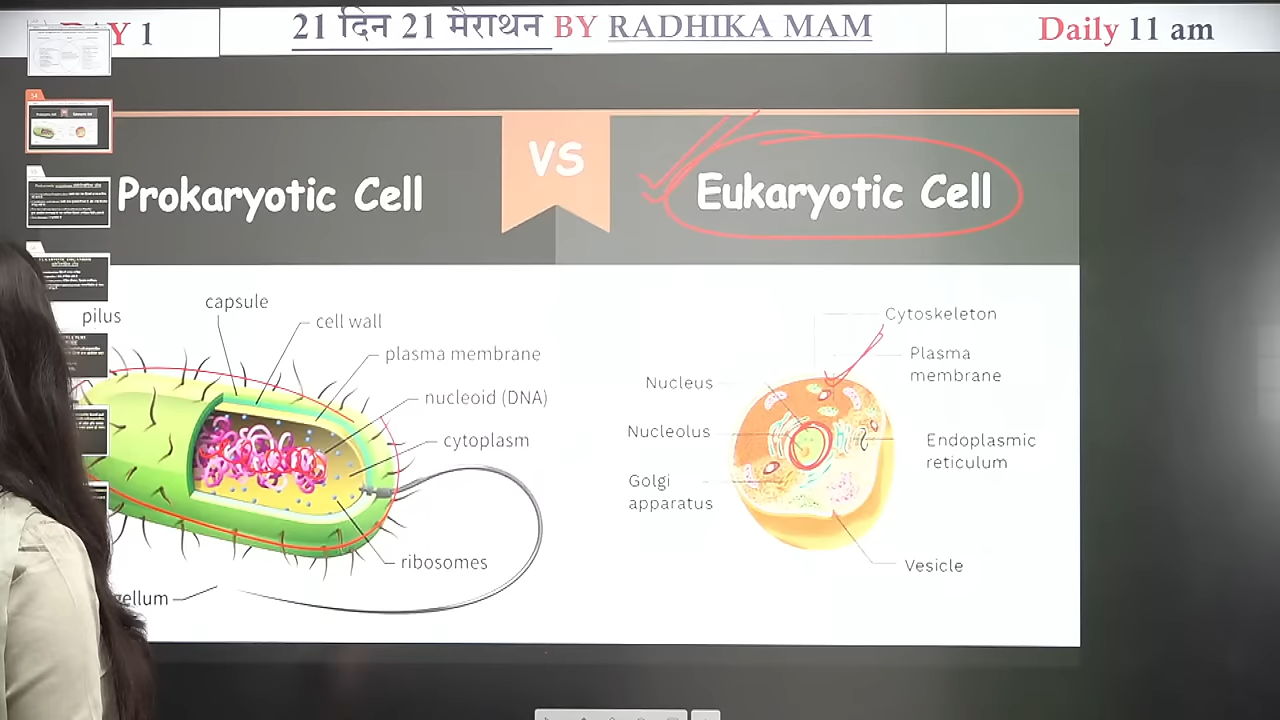 Y 1
21 दिन 21 मैराथन BY RADHIKA MAM
Daily 11 am
Prokaryotic Cell
VS
Eukaryotic Cell
pilus
capsule
cell wall
plasma membrane
nucleoid (DNA)
cytoplasm
ribosomes
gellum
Cytoskeleton
Plasma
membrane
Nucleus
Nucleolus
Golgi
apparatus
Endoplasmic
reticulum
Vesicle